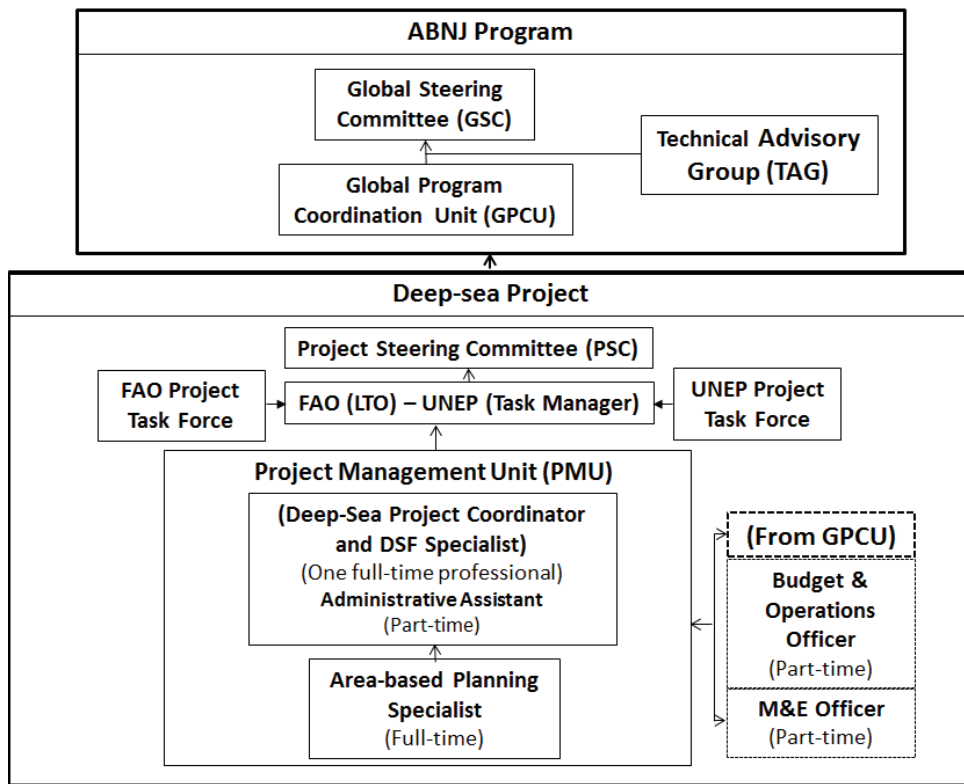 ABNJ Program
Global Steering
Committee (GSC)
Technical Advisory
Group (TAG)
Global Program
Coordination Unit (GPCU)
Deep-sea Project
Project Steering Committee (PSC)
FAO Project
Task Force
FAO (LTO) – UNEP (Task Manager)
UNEP Project
Task Force
Project Management Unit (PMU)
(Deep-Sea Project Coordinator
and DSF Specialist)
(One full-time professional)
Administrative Assistant
(Part-time)
Area-based Planning
Specialist
(Full-time)
(From GPCU)
Budget &
Operations
Officer
(Part-time)
M&E Officer
(Part-time)